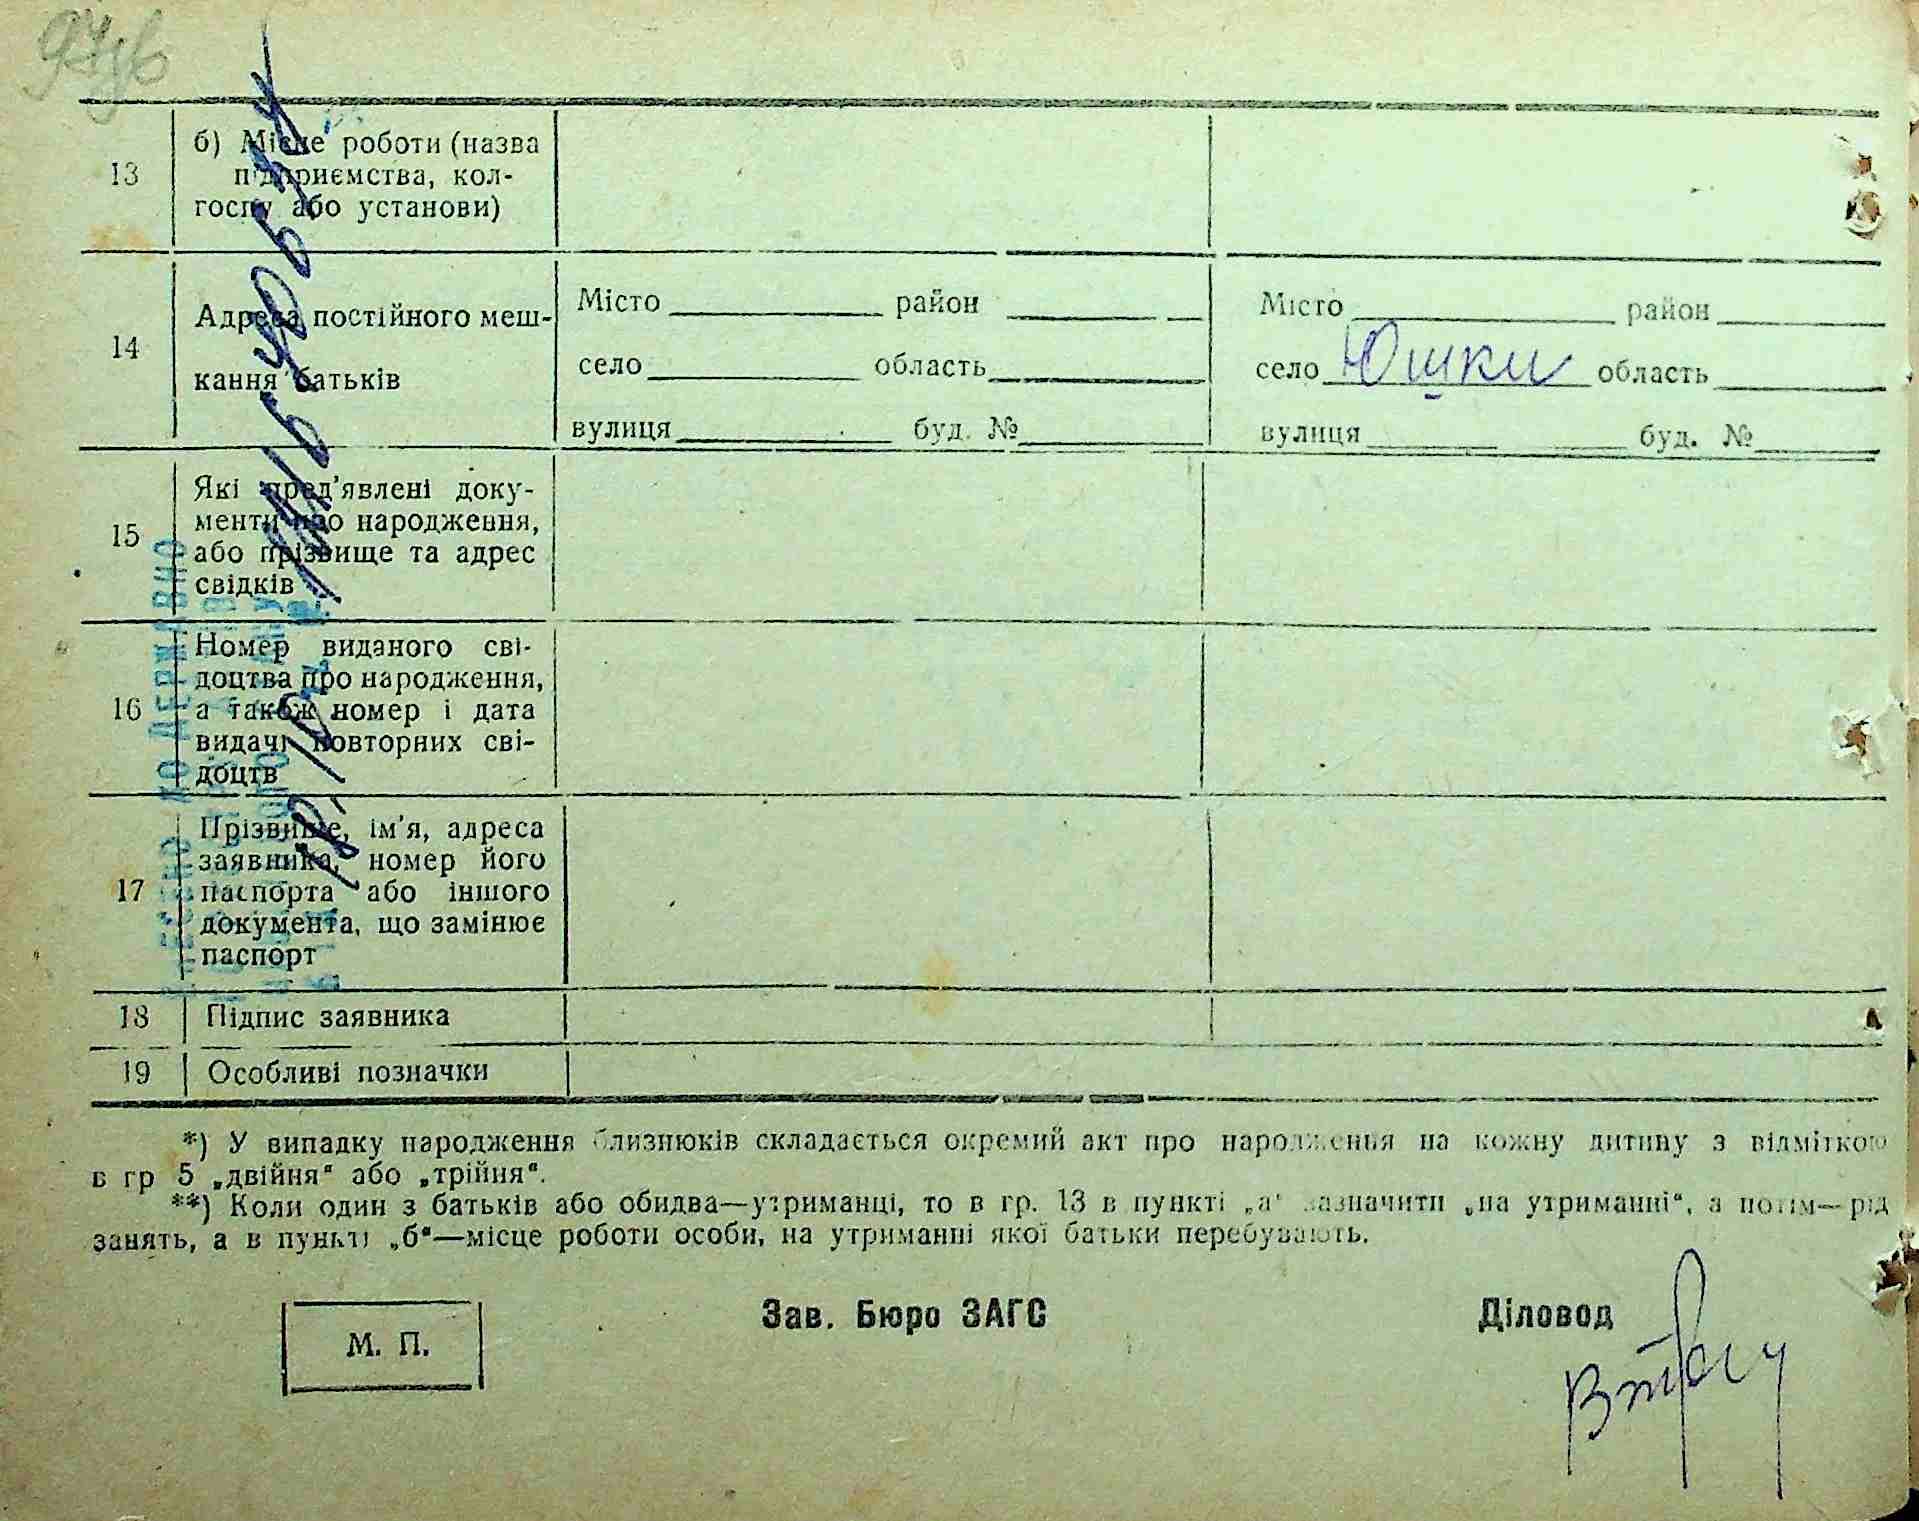 13
б) Місце роботи (назва
підприємства, кол-
госпу або установи)
14
Адреса постійного меш-
кання батьків
Місто район
село область
вулиця буд. №
Місто район
село Юшки область
вулиця буд. №
15
Які пред'явлені доку-
менти про народження,
або прізвище та адрес
свідків
16
Номер виданого сві-
доцтва про народження,
а також номер і дата
видачі повторних сві-
доцтв
17
Прізвище, ім'я, адреса
заявника, номер його
паспорта або іншого
документа, що замінює
паспорт
18
Підпис заявника
19
Особливі позначки
*) У випадку народження близнюків складається окремий акт про народження на кожну дитину з відміткою
в гр 5 „двійня“ або „трійня“.
**) Коли один з батьків або обидва—утриманці, то в гр. 13 в пункті „а“ зазначити „на утриманні“, а потім—рід
занять, а в пункті „б“—місце роботи особи, на утриманні якої батьки перебувають.
М. П.
Зав. Бюро ЗАГС
Діловод